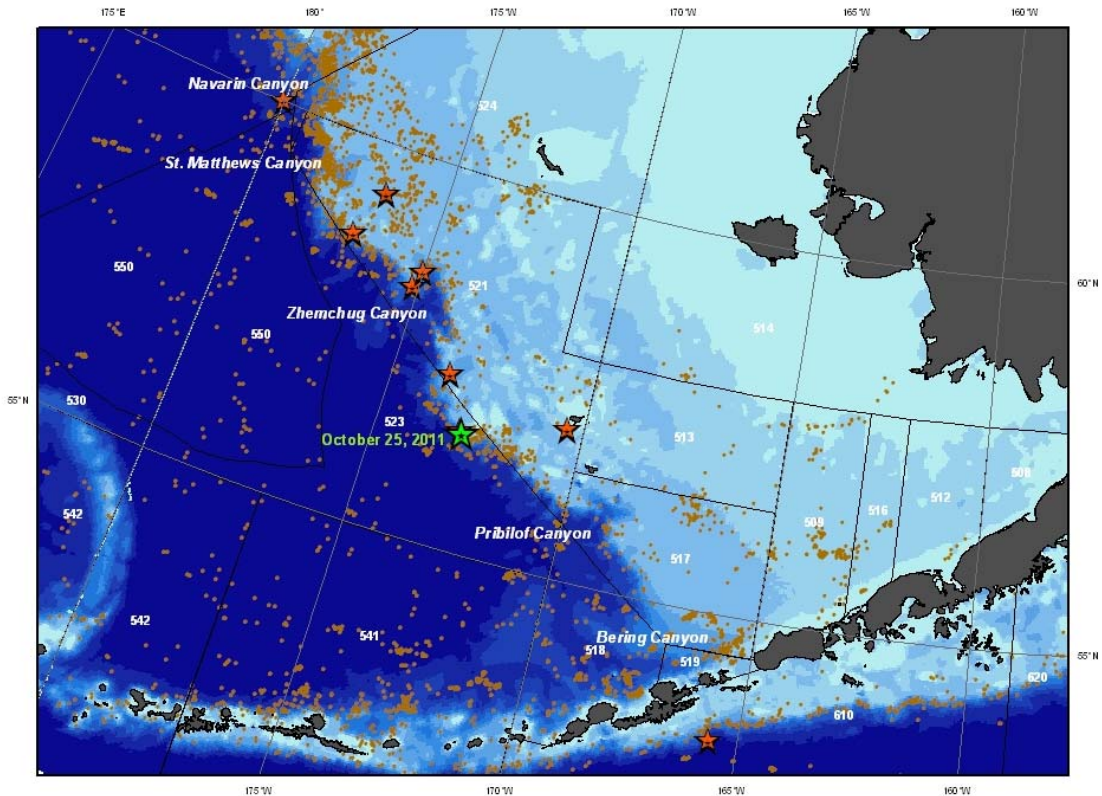 175°E
180°
175°W
170°W
165°W
160°W
Navarin Canyon
524
St. Matthews Canyon
550
521
60°N
Zhemchug Canyon
514
550
55°N
530
523
October 25, 2011
513
508
512
516
509
542
Pribilof Canyon
517
542
541
Bering Canyon
518
519
55°N
620
610
175°W
170°W
165°W
160°W